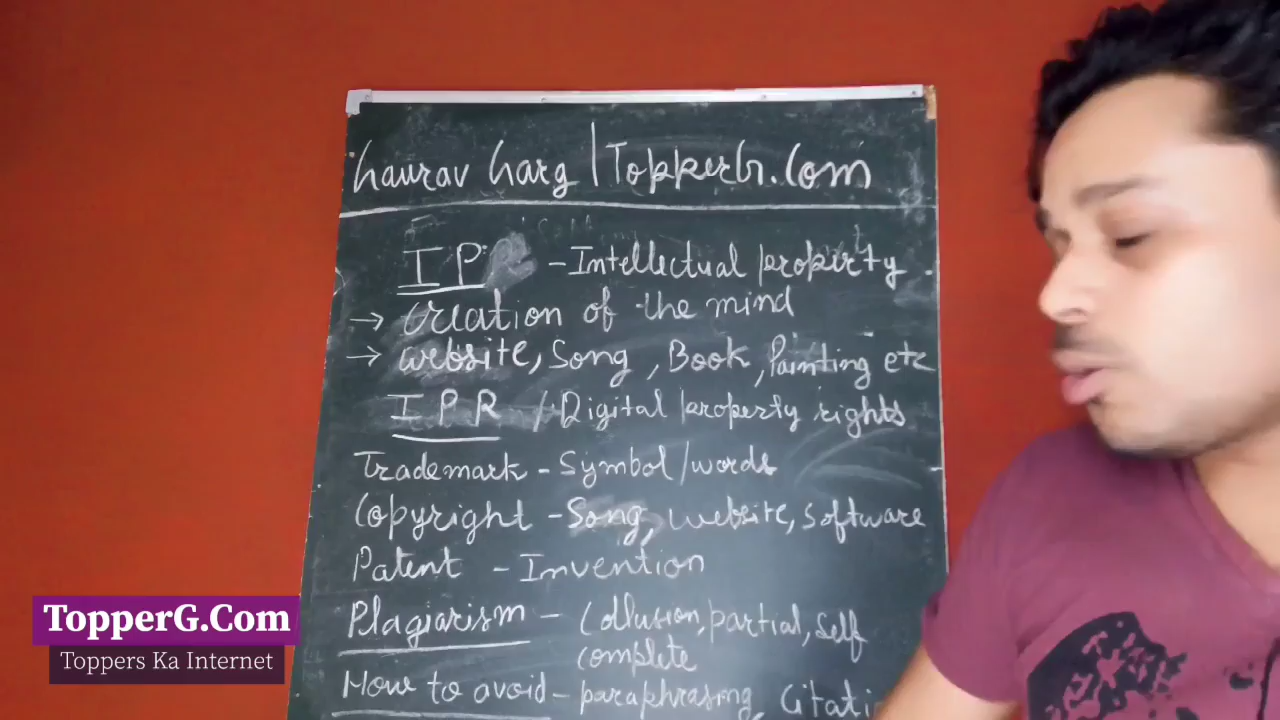 Gaurav Garg | TopperG.Com
IP - Intellectual property
→ Creation of the mind
→ website, Song, Book, Painting etc
IPR / Digital property rights
Trademark - Symbol/words
Copyright - Song, website, Software
Patent - Invention
Plagiarism - Collusion, partial, Self
complete
How to avoid - paraphrasing,
TopperG.Com
Toppers Ka Internet